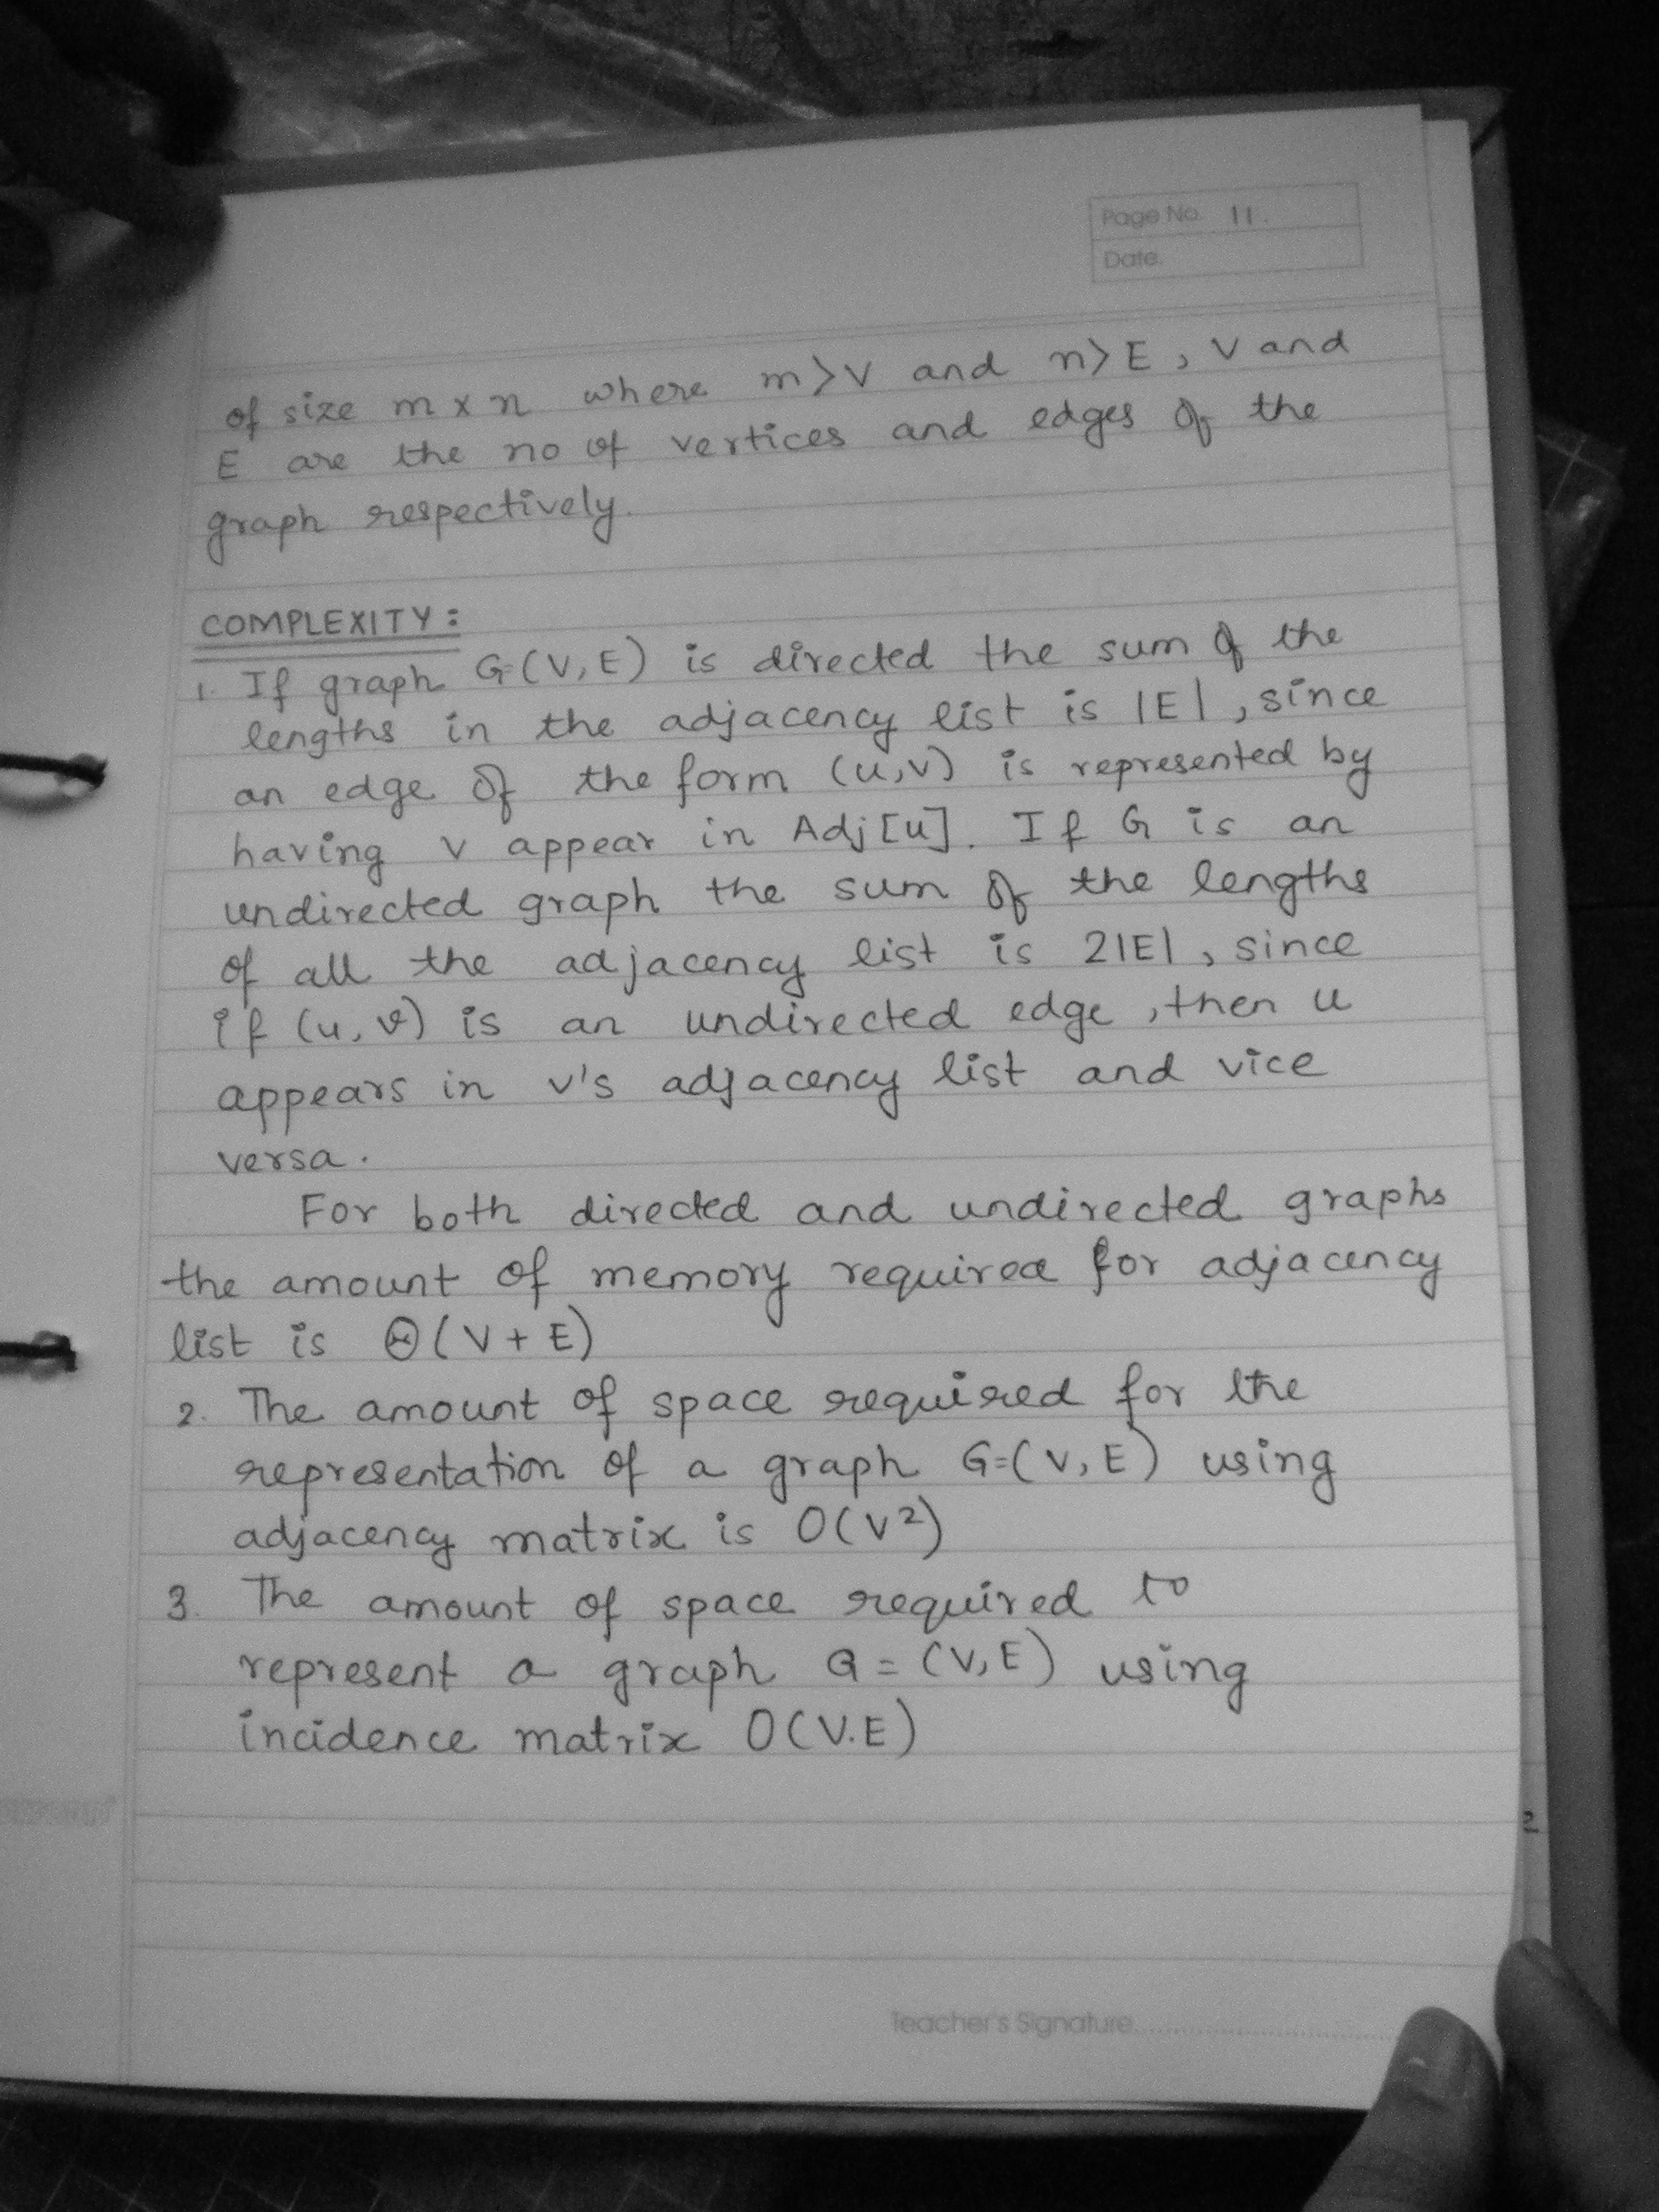 Page No. 11.
Date.
of size m x n where m>V and n>E, V and
E are the no of vertices and edges of the
graph respectively.
COMPLEXITY:
1. If graph G=(V,E) is directed the sum of the
lengths in the adjacency list is |E|, since
an edge of the form (u,v) is represented by
having v appear in Adj[u]. If G is an
undirected graph the sum of the lengths
of all the adjacency list is 2|E|, since
if (u,v) is an undirected edge, then u
appears in v's adjacency list and vice
versa.
For both directed and undirected graphs
the amount of memory required for adjacency
list is Θ(V+E)
2. The amount of space required for the
representation of a graph G=(V,E) using
adjacency matrix is O(V²)
3. The amount of space required to
represent a graph G=(V,E) using
incidence matrix O(V.E)
2
Teacher's Signature..............................